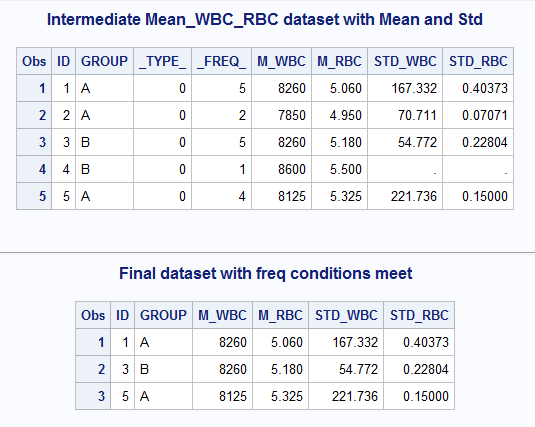 Intermediate Mean_WBC_RBC dataset with Mean and Std
Obs ID GROUP _TYPE_ _FREQ_ M_WBC M_RBC STD_WBC STD_RBC
1 1 A 0 5 8260 5.060 167.332 0.40373
2 2 A 0 2 7850 4.950 70.711 0.07071
3 3 B 0 5 8260 5.180 54.772 0.22804
4 4 B 0 1 8600 5.500 . .
5 5 A 0 4 8125 5.325 221.736 0.15000
Final dataset with freq conditions meet
Obs ID GROUP M_WBC M_RBC STD_WBC STD_RBC
1 1 A 8260 5.060 167.332 0.40373
2 3 B 8260 5.180 54.772 0.22804
3 5 A 8125 5.325 221.736 0.15000